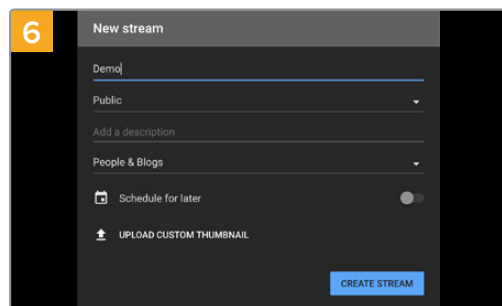 6
New stream
Demo
Public
Add a description
People & Blogs
Schedule for later
UPLOAD CUSTOM THUMBNAIL
CREATE STREAM